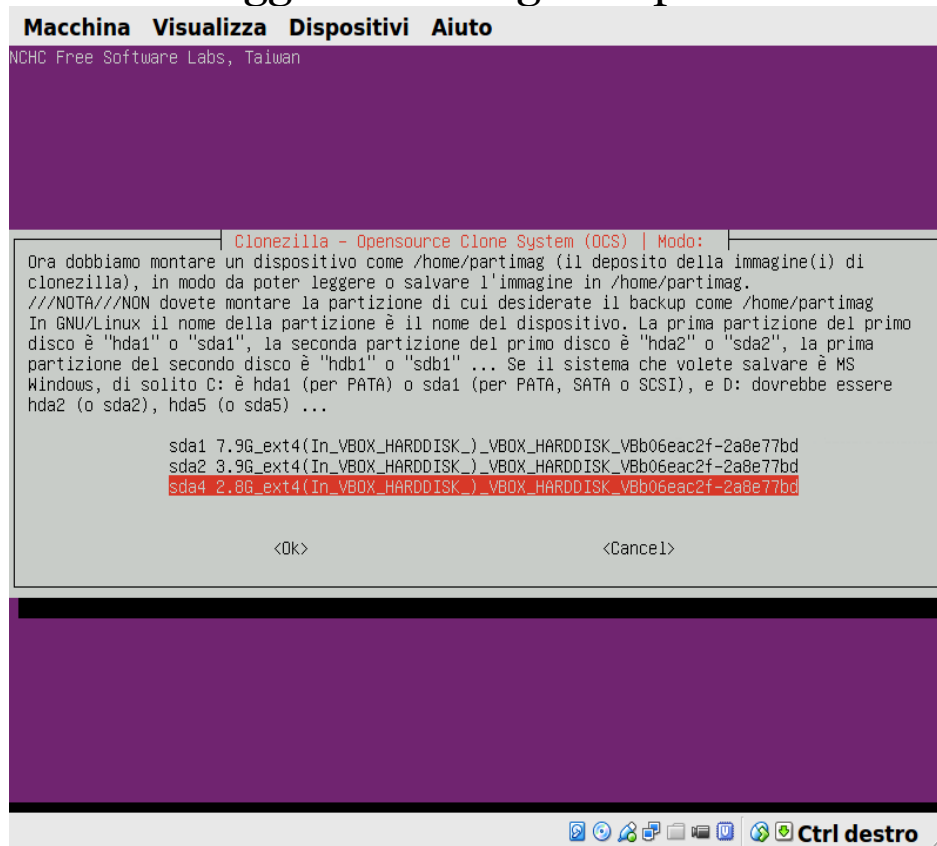 Macchina Visualizza Dispositivi Aiuto
NCHC Free Software Labs, Taiwan
Clonezilla - Opensource Clone System (OCS) | Modo:
Ora dobbiamo montare un dispositivo come /home/partimag (il deposito della immagine(i) di
clonezilla), in modo da poter leggere o salvare l'immagine in /home/partimag.
///NOTA///NON dovete montare la partizione di cui desiderate il backup come /home/partimag
In GNU/Linux il nome della partizione è il nome del dispositivo. La prima partizione del primo
disco è "hda1" o "sda1", la seconda partizione del primo disco è "hda2" o "sda2", la prima
partizione del secondo disco è "hdb1" o "sdb1" ... Se il sistema che volete salvare è MS
Windows, di solito C: è hda1 (per PATA) o sda1 (per PATA, SATA o SCSI), e D: dovrebbe essere
hda2 (o sda2), hda5 (o sda5) ...
sda1 7.9G_ext4(In_VBOX_HARDDISK_)_VBOX_HARDDISK_VBb06eac2f-2a8e77bd
sda2 3.9G_ext4(In_VBOX_HARDDISK_)_VBOX_HARDDISK_VBb06eac2f-2a8e77bd
sda4 2.8G_ext4(In_VBOX_HARDDISK_)_VBOX_HARDDISK_VBb06eac2f-2a8e77bd
<Ok> <Cancel>
Ctrl destro